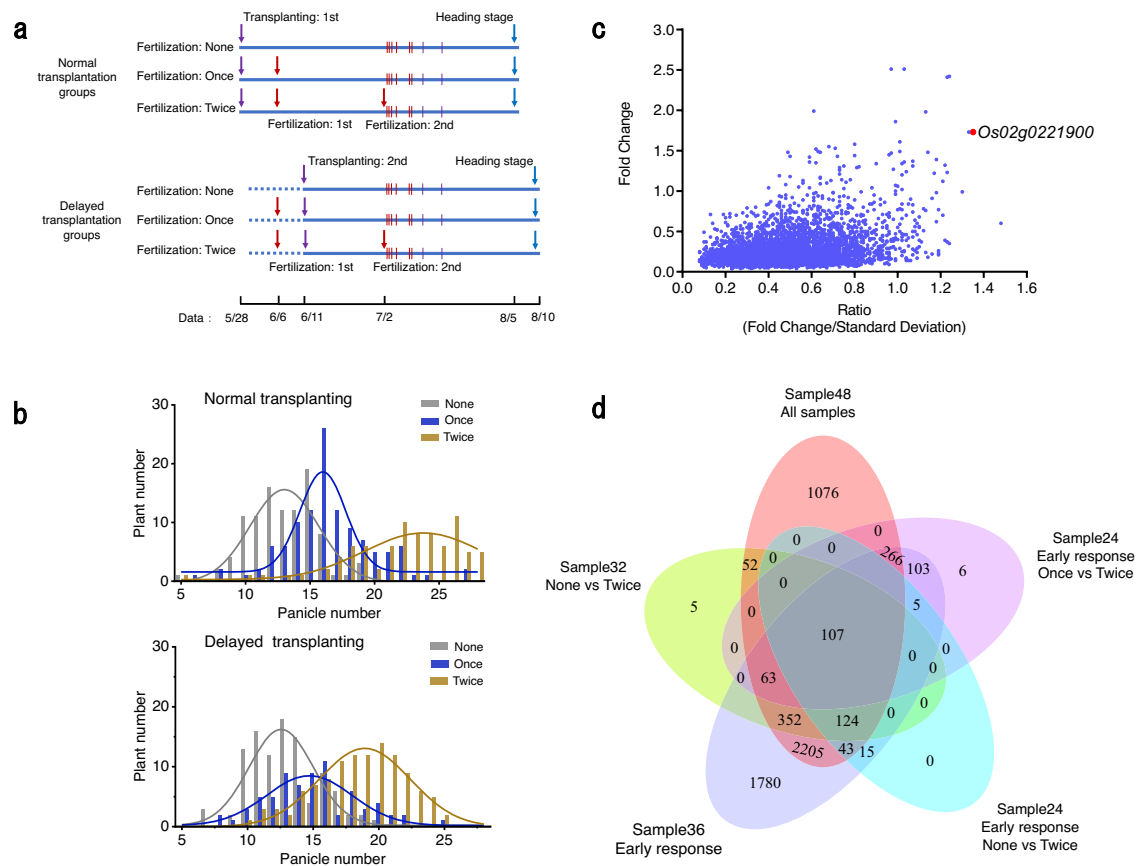 a
Transplanting: 1st
Heading stage
Fertilization: None
Normal
transplantation
groups
Fertilization: Once
Fertilization: Twice
Fertilization: 1st
Fertilization: 2nd
Transplanting: 2nd
Heading stage
Fertilization: None
Delayed
transplantation
groups
Fertilization: Once
Fertilization: Twice
Fertilization: 1st
Fertilization: 2nd
Data :
5/28
6/6
6/11
7/2
8/5
8/10
b
Normal transplanting
None
Once
Twice
Plant number
30
20
10
0
5
10
15
20
25
Panicle number
Delayed transplanting
None
Once
Twice
Plant number
30
20
10
0
5
10
15
20
25
Panicle number
c
Fold Change
3.0
2.5
2.0
1.5
1.0
0.5
0.0
Os02g0221900
0.0
0.2
0.4
0.6
0.8
1.0
1.2
1.4
1.6
Ratio
(Fold Change/Standard Deviation)
d
Sample48
All samples
Sample24
Early response
Once vs Twice
Sample32
None vs Twice
Sample36
Early response
Sample24
Early response
None vs Twice
1076
0
0
0
266
103
6
52
0
0
5
5
0
107
0
0
0
0
0
63
0
0
352
124
2205
43
15
0
1780